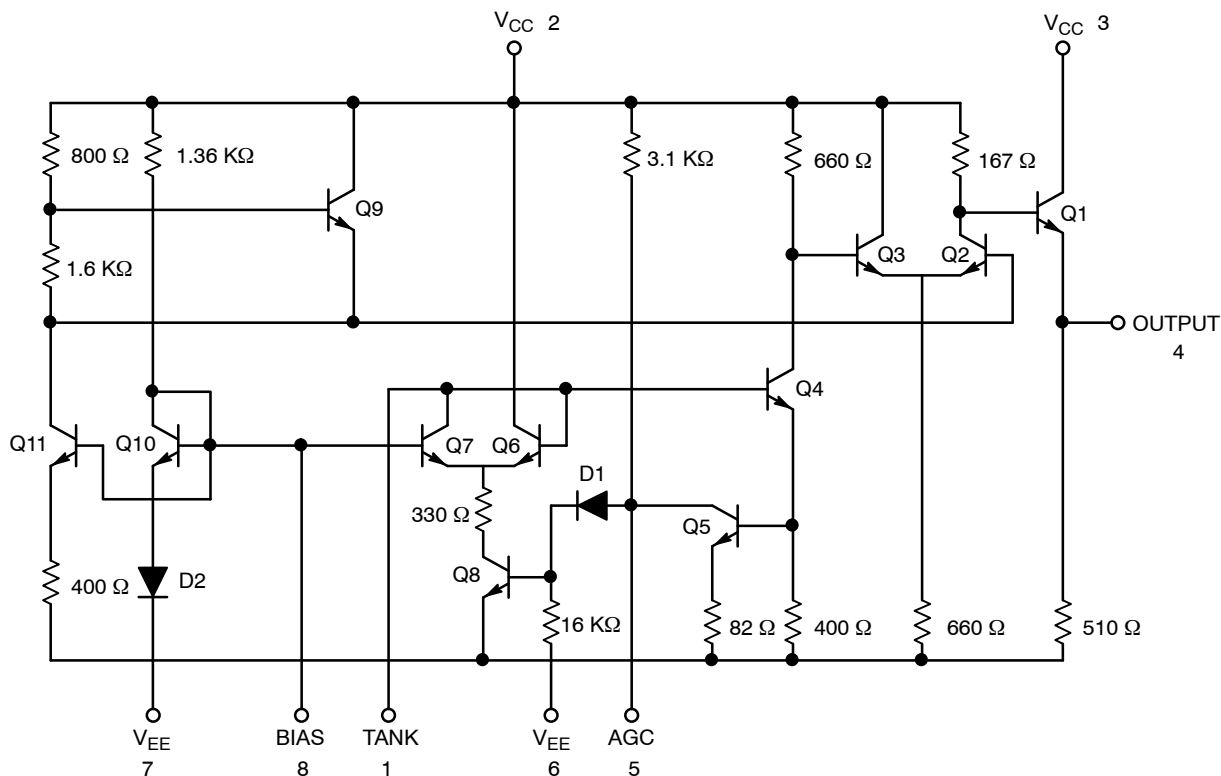 VCC 2
VCC 3
800 Ω
1.36 KΩ
3.1 KΩ
660 Ω
167 Ω
Q9
Q1
1.6 KΩ
Q3
Q2
OUTPUT
4
Q4
Q11
Q10
Q7
Q6
D1
330 Ω
Q5
Q8
400 Ω
D2
16 KΩ
82 Ω
400 Ω
660 Ω
510 Ω
VEE
7
BIAS
8
TANK
1
VEE
6
AGC
5